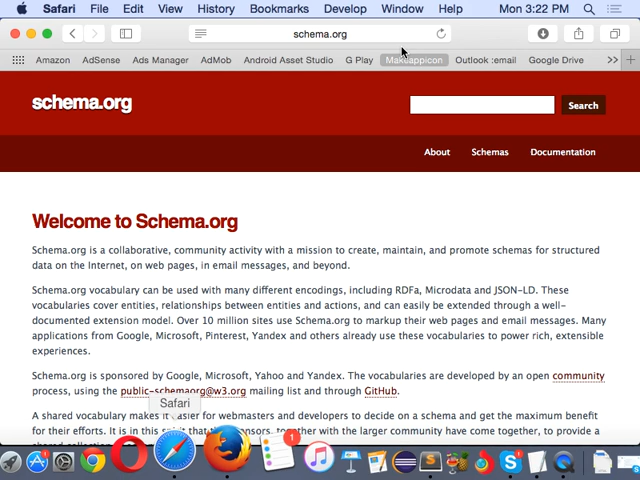 Safari File Edit View History Bookmarks Develop Window Help Mon 3:22 PM
schema.org
Amazon AdSense Ads Manager AdMob Android Asset Studio G Play Makeappicon Outlook :email Google Drive >>
schema.org
Search
About Schemas Documentation
Welcome to Schema.org
Schema.org is a collaborative, community activity with a mission to create, maintain, and promote schemas for structured
data on the Internet, on web pages, in email messages, and beyond.
Schema.org vocabulary can be used with many different encodings, including RDFa, Microdata and JSON-LD. These
vocabularies cover entities, relationships between entities and actions, and can easily be extended through a well-
documented extension model. Over 10 million sites use Schema.org to markup their web pages and email messages. Many
applications from Google, Microsoft, Pinterest, Yandex and others already use these vocabularies to power rich, extensible
experiences.
Schema.org is sponsored by Google, Microsoft, Yahoo and Yandex. The vocabularies are developed by an open community
process, using the public-schemaorg@w3.org mailing list and through GitHub.
Safari
A shared vocabulary makes it easier for webmasters and developers to decide on a schema and get the maximum benefit
for their efforts. It is in this together with the larger community have come together, to provide a
1